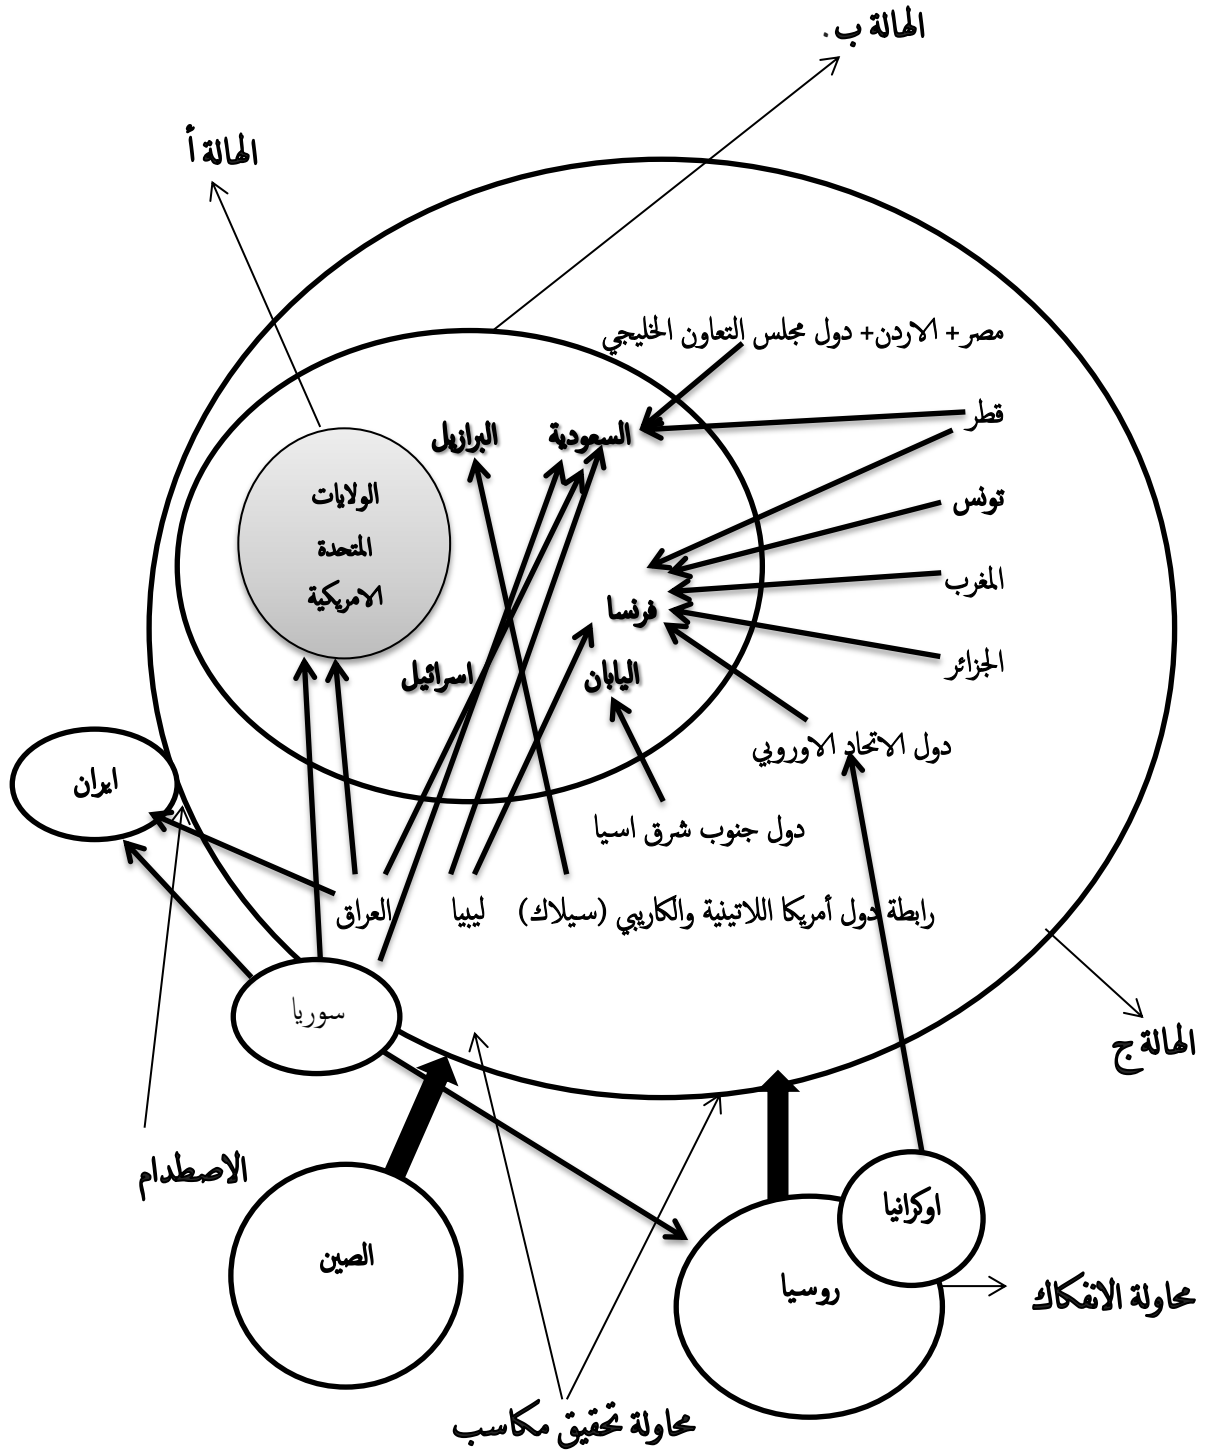 الهالة ب.
الهالة أ
مصر+ الاردن+ دول مجلس التعاون الخليجي
قطر
السعودية
البرازيل
الولايات
المتحدة
الامريكية
تونس
المغرب
فرنسا
الجزائر
اليابان
اسرائيل
دول الاتحاد الاوروبي
ايران
دول جنوب شرق اسيا
رابطة دول أمريكا اللاتينية والكاريبي (سيلاك)
ليبيا
العراق
سوريا
الهالة ج
الاصطدام
اوكرانيا
الصين
روسيا
محاولة الانفكاك
محاولة تحقيق مكاسب